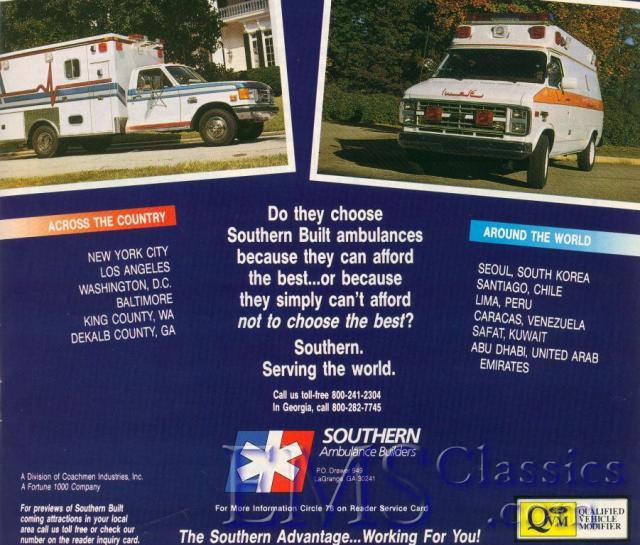 ACROSS THE COUNTRY
NEW YORK CITY
LOS ANGELES
WASHINGTON, D.C.
BALTIMORE
KING COUNTY, WA
DEKALB COUNTY, GA
Do they choose
Southern Built ambulances
because they can afford
the best...or because
they simply can't afford
not to choose the best?
Southern.
Serving the world.
Call us toll-free 800-241-2304
In Georgia, call 800-282-7745
AROUND THE WORLD
SEOUL, SOUTH KOREA
SANTIAGO, CHILE
LIMA, PERU
CARACAS, VENEZUELA
SAFAT, KUWAIT
ABU DHABI, UNITED ARAB
EMIRATES
SOUTHERN
Ambulance Builders
P.O. Drawer 949
LaGrange, GA 30241
A Division of Coachmen Industries, Inc.
A Fortune 1000 Company
For previews of Southern Built
coming attractions in your local
area call us toll free or check our
number on the reader inquiry card.
For More Information Circle 78 on Reader Service Card
The Southern Advantage...Working For You!
EMS Classics
.com
QVM
QUALIFIED
VEHICLE
MODIFIER